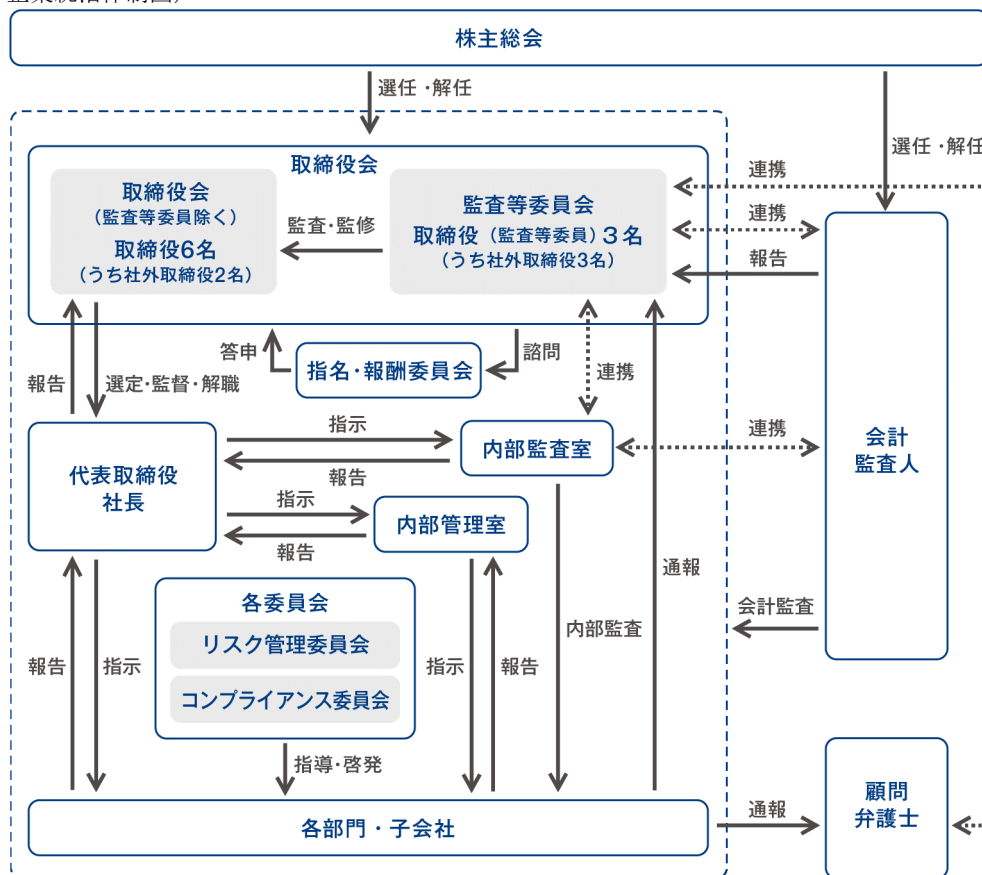 株主総会
選任・解任
選任・解任
取締役会
取締役会
(監査等委員除く)
取締役6名
(うち社外取締役2名)
監査・監修
監査等委員会
取締役(監査等委員)3名
(うち社外取締役3名)
連携
連携
報告
答申
指名・報酬委員会
諮問
連携
報告
選定・監督・解職
代表取締役
社長
指示
報告
内部監査室
連携
会計
監査人
指示
報告
内部管理室
通報
各委員会
リスク管理委員会
コンプライアンス委員会
会計監査
内部監査
報告
指示
指示
報告
指導・啓発
各部門・子会社
通報
顧問
弁護士